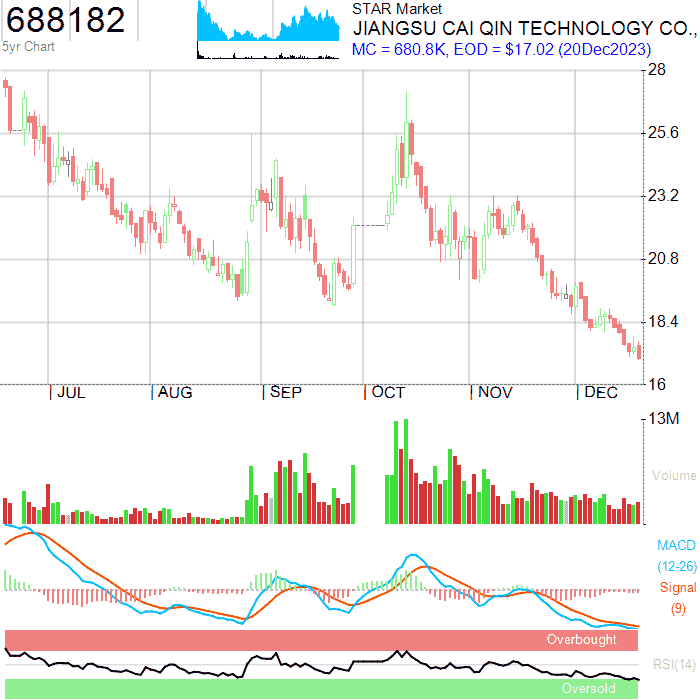 688182
5yr Chart
STAR Market
JIANGSU CAI QIN TECHNOLOGY CO.,
MC = 680.8K, EOD = $17.02 (20Dec2023)
28
25.6
23.2
20.8
18.4
16
JUL AUG SEP OCT NOV DEC
13M
Volume
MACD
(12-26)
Signal
(9)
Overbought
RSI(14)
Oversold